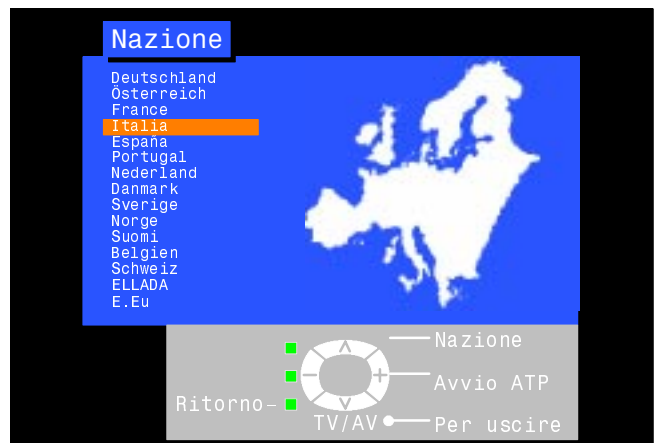 Nazione
Deutschland
Österreich
France
Italia
España
Portugal
Nederland
Danmark
Sverige
Norge
Suomi
Belgien
Schweiz
ELLADA
E.Eu
Nazione
Avvio ATP
Ritorno
TV/AV
Per uscire